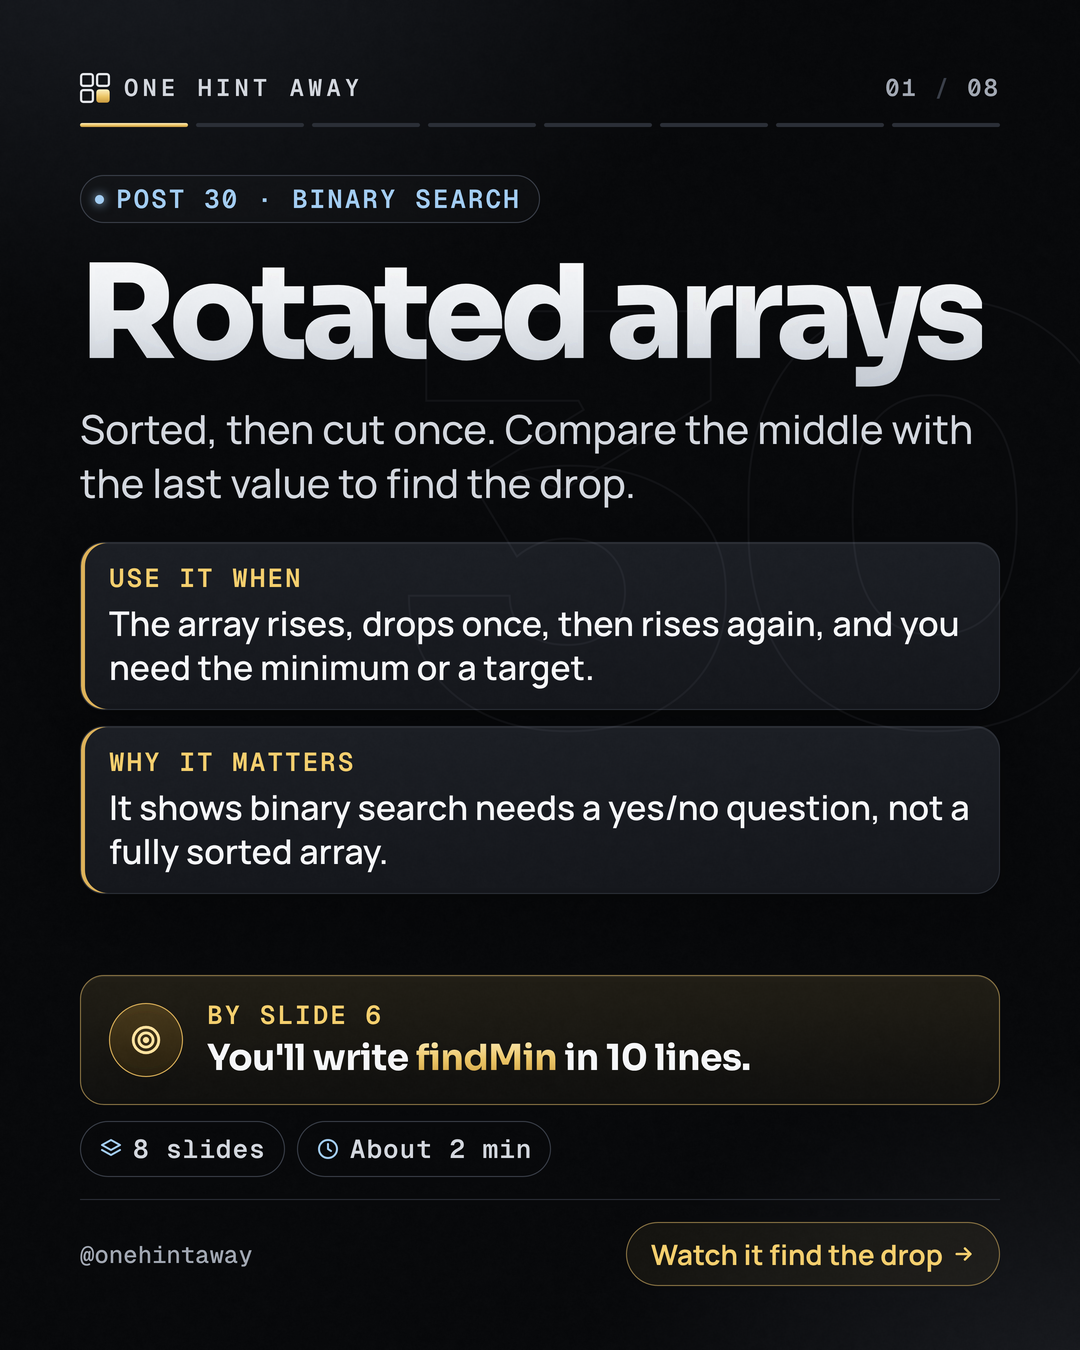 ONE HINT AWAY
01 / 08
POST 30 · BINARY SEARCH
Rotated arrays
Sorted, then cut once. Compare the middle with
the last value to find the drop.
USE IT WHEN
The array rises, drops once, then rises again, and you
need the minimum or a target.
WHY IT MATTERS
It shows binary search needs a yes/no question, not a
fully sorted array.
BY SLIDE 6
You'll write findMin in 10 lines.
8 slides
About 2 min
@onehintaway
Watch it find the drop →
30